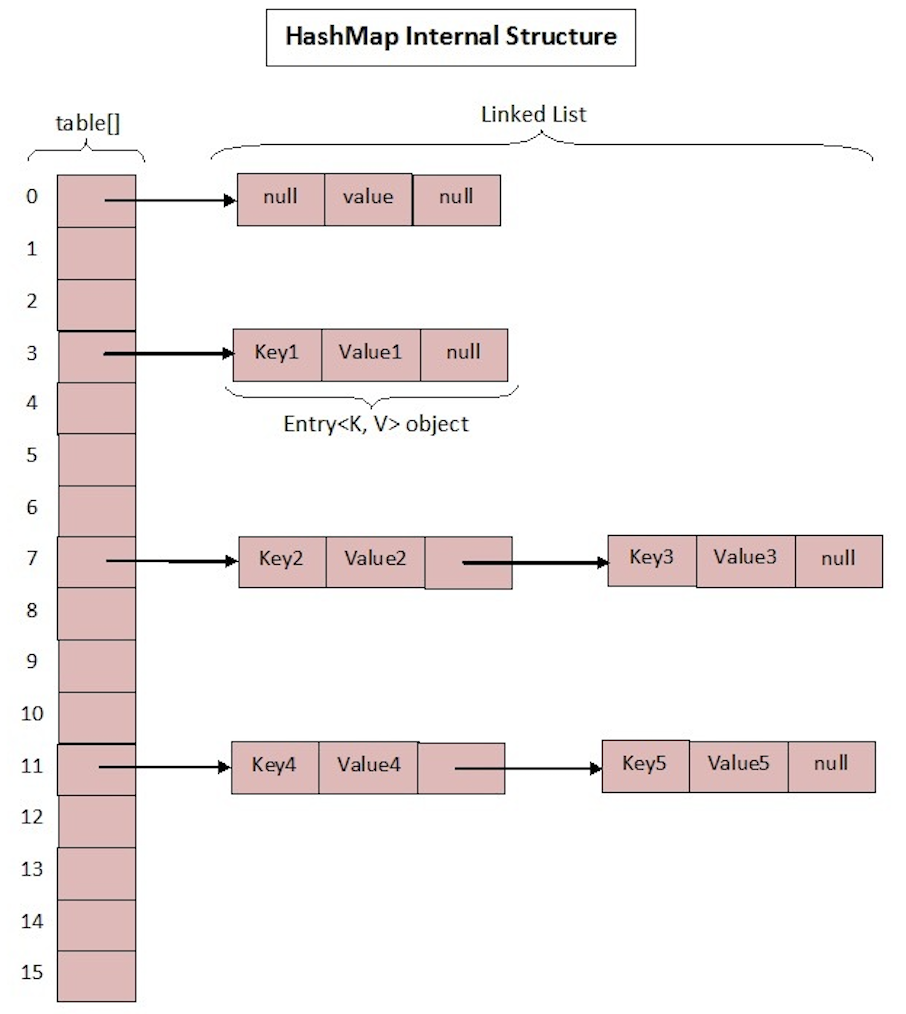 HashMap Internal Structure
table[]
Linked List
0
null value null
1
2
3
Key1 Value1 null
4
Entry<K, V> object
5
6
7
Key2 Value2
Key3 Value3 null
8
9
10
11
Key4 Value4
Key5 Value5 null
12
13
14
15